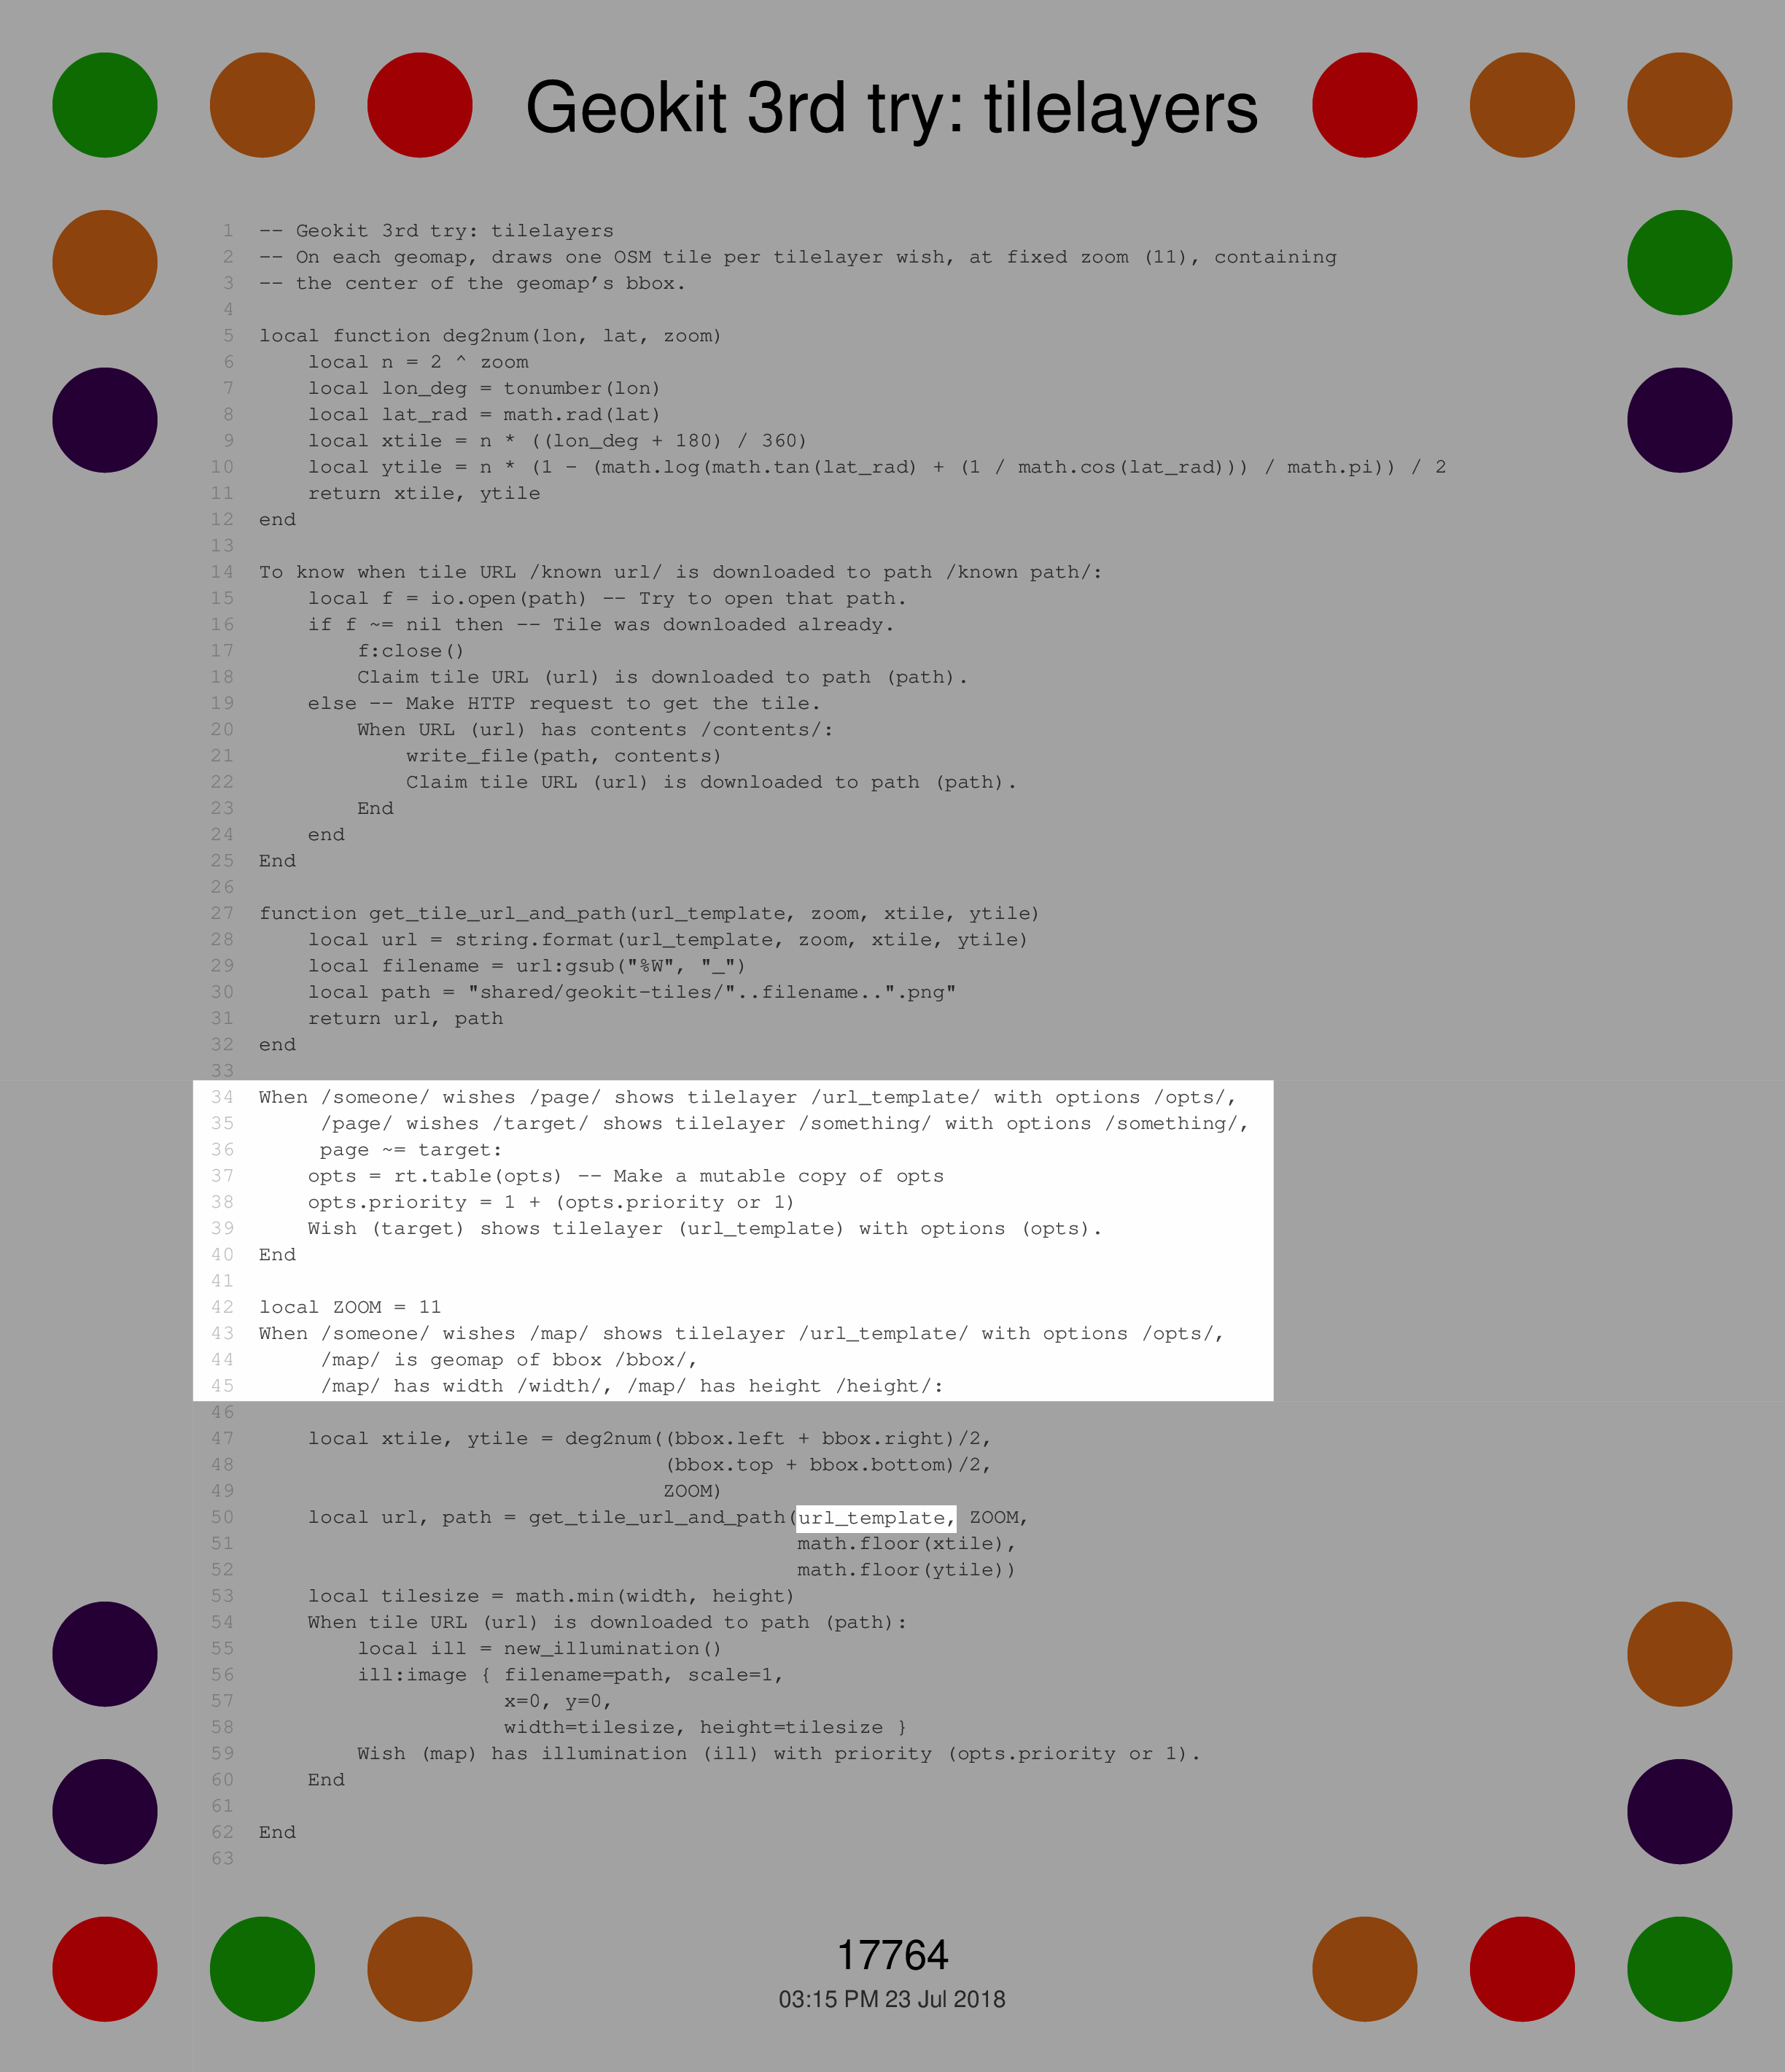 Geokit 3rd try: tilelayers
1 -- Geokit 3rd try: tilelayers
2 -- On each geomap, draws one OSM tile per tilelayer wish, at fixed zoom (11), containing
3 -- the center of the geomap’s bbox.
4
5 local function deg2num(lon, lat, zoom)
6     local n = 2 ^ zoom
7     local lon_deg = tonumber(lon)
8     local lat_rad = math.rad(lat)
9     local xtile = n * ((lon_deg + 180) / 360)
10     local ytile = n * (1 - (math.log(math.tan(lat_rad) + (1 / math.cos(lat_rad))) / math.pi)) / 2
11     return xtile, ytile
12 end
13
14 To know when tile URL /known url/ is downloaded to path /known path/:
15     local f = io.open(path) -- Try to open that path.
16     if f ~= nil then -- Tile was downloaded already.
17         f:close()
18         Claim tile URL (url) is downloaded to path (path).
19     else -- Make HTTP request to get the tile.
20         When URL (url) has contents /contents/:
21             write_file(path, contents)
22             Claim tile URL (url) is downloaded to path (path).
23         End
24     end
25 End
26
27 function get_tile_url_and_path(url_template, zoom, xtile, ytile)
28     local url = string.format(url_template, zoom, xtile, ytile)
29     local filename = url:gsub("%W", "_")
30     local path = "shared/geokit-tiles/"..filename..".png"
31     return url, path
32 end
33
34 When /someone/ wishes /page/ shows tilelayer /url_template/ with options /opts/,
35      /page/ wishes /target/ shows tilelayer /something/ with options /something/,
36      page ~= target:
37     opts = rt.table(opts) -- Make a mutable copy of opts
38     opts.priority = 1 + (opts.priority or 1)
39     Wish (target) shows tilelayer (url_template) with options (opts).
40 End
41
42 local ZOOM = 11
43 When /someone/ wishes /map/ shows tilelayer /url_template/ with options /opts/,
44      /map/ is geomap of bbox /bbox/,
45      /map/ has width /width/, /map/ has height /height/:
46
47     local xtile, ytile = deg2num((bbox.left + bbox.right)/2,
48                                  (bbox.top + bbox.bottom)/2,
49                                  ZOOM)
50     local url, path = get_tile_url_and_path(url_template, ZOOM,
51                                             math.floor(xtile),
52                                             math.floor(ytile))
53     local tilesize = math.min(width, height)
54     When tile URL (url) is downloaded to path (path):
55         local ill = new_illumination()
56         ill:image { filename=path, scale=1,
57                     x=0, y=0,
58                     width=tilesize, height=tilesize }
59         Wish (map) has illumination (ill) with priority (opts.priority or 1).
60     End
61
62 End
63
17764
03:15 PM 23 Jul 2018